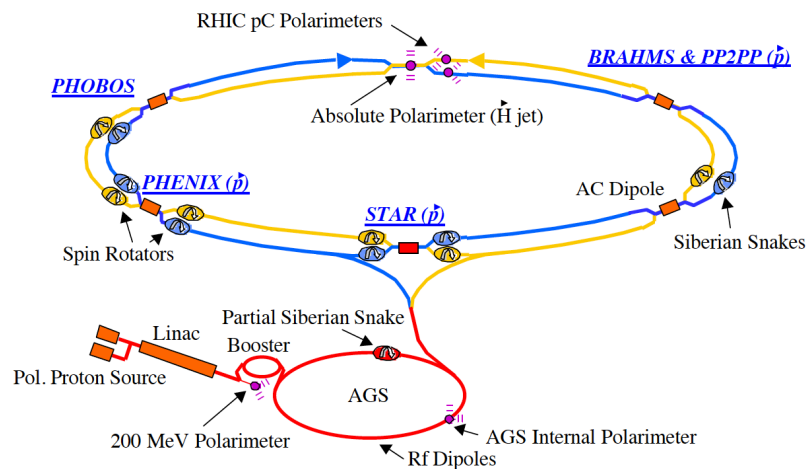 RHIC pC Polarimeters
BRAHMS & PP2PP (p)
PHOBOS
Absolute Polarimeter (H jet)
PHENIX (p)
AC Dipole
STAR (p)
Siberian Snakes
Spin Rotators
Partial Siberian Snake
Linac
Booster
Pol. Proton Source
AGS
200 MeV Polarimeter
AGS Internal Polarimeter
Rf Dipoles